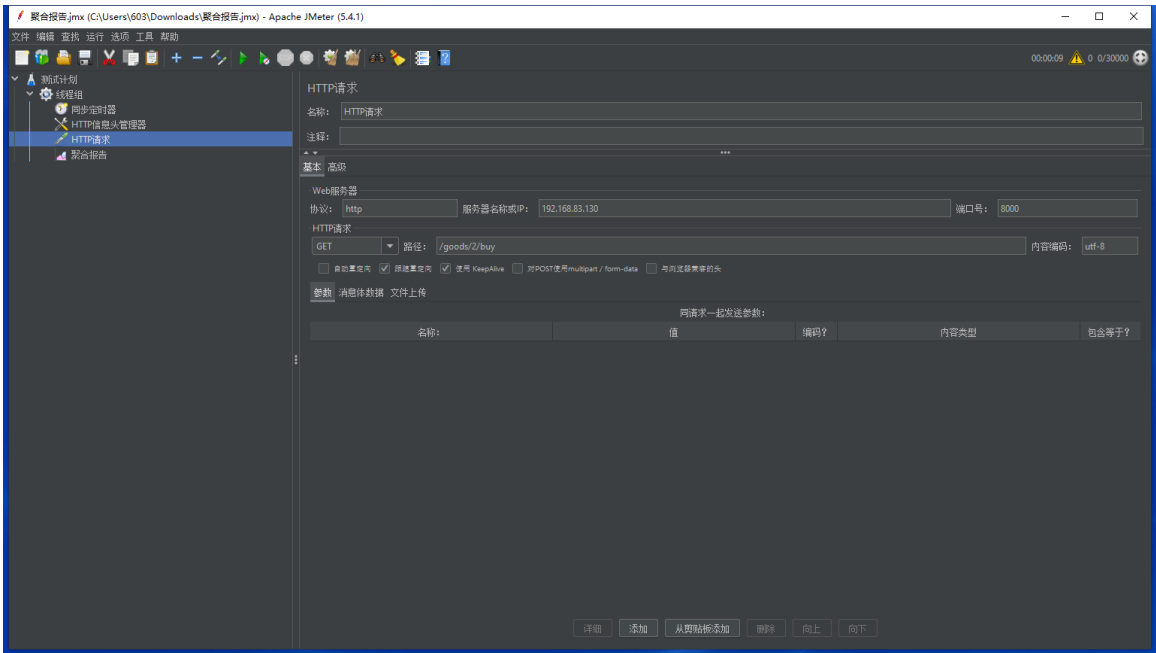 聚合报告.jmx (C:\Users\603\Downloads\聚合报告.jmx) - Apache JMeter (5.4.1)
文件 编辑 查找 运行 选项 工具 帮助
00:00:09 0 0/30000
测试计划
线程组
同步定时器
HTTP信息头管理器
HTTP请求
聚合报告
HTTP请求
名称: HTTP请求
注释:
基本 高级
Web服务器
协议: http 服务器名称或IP: 192.168.83.130 端口号: 8000
HTTP请求
GET 路径: /goods/2/buy 内容编码: utf-8
自动重定向 跟随重定向 使用 KeepAlive 对POST使用multipart / form-data 与浏览器兼容的头
参数 消息体数据 文件上传
同请求一起发送参数:
名称: 值 编码? 内容类型 包含等于?
详细 添加 从剪贴板添加 删除 向上 向下